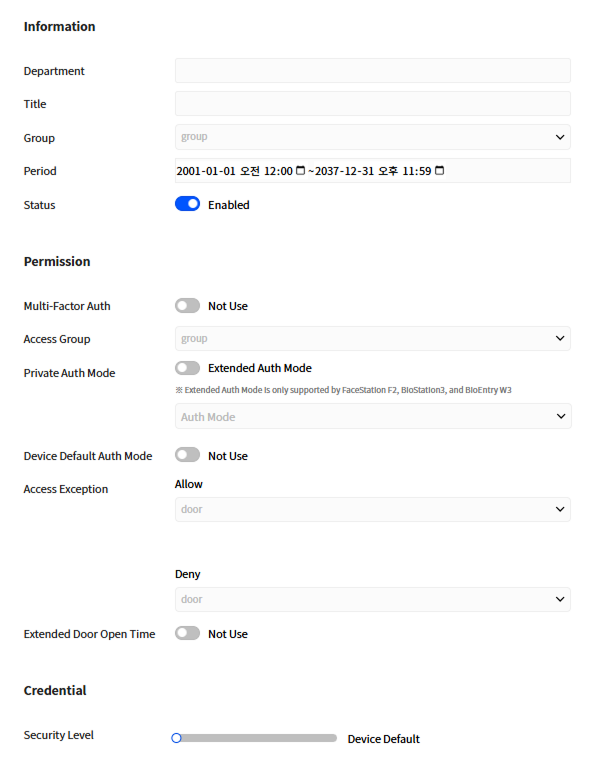 Information
Department
Title
Group group
Period 2001-01-01 오전 12:00 ~2037-12-31 오후 11:59
Status Enabled
Permission
Multi-Factor Auth Not Use
Access Group group
Private Auth Mode Extended Auth Mode
※ Extended Auth Mode is only supported by FaceStation F2, BioStation3, and BioEntry W3
Auth Mode
Device Default Auth Mode Not Use
Access Exception Allow
door
Deny
door
Extended Door Open Time Not Use
Credential
Security Level Device Default